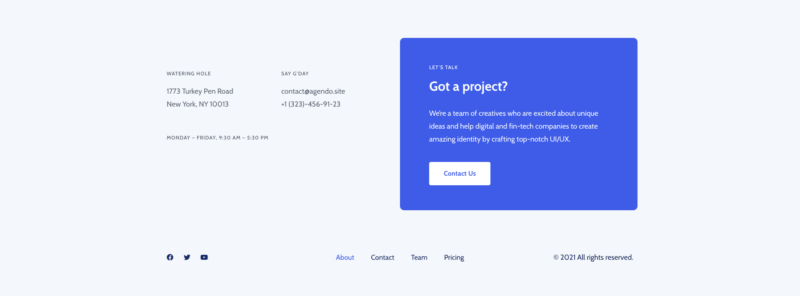 WATERING HOLE
1773 Turkey Pen Road
New York, NY 10013
SAY G'DAY
contact@agendo.site
+1 (323)-456-91-23
MONDAY – FRIDAY, 9:30 AM – 5:30 PM
LET'S TALK
Got a project?
We're a team of creatives who are excited about unique
ideas and help digital and fin-tech companies to create
amazing identity by crafting top-notch UI/UX.
Contact Us
About
Contact
Team
Pricing
© 2021 All rights reserved.